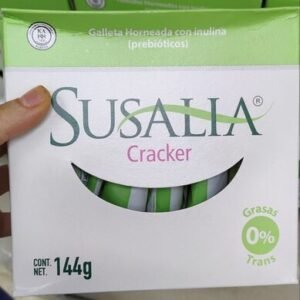 Galleta Horneada con inulina
(prebióticos)
SUSALIA®
Cracker
Grasas
0%
Trans
CONT.
NET. 144g